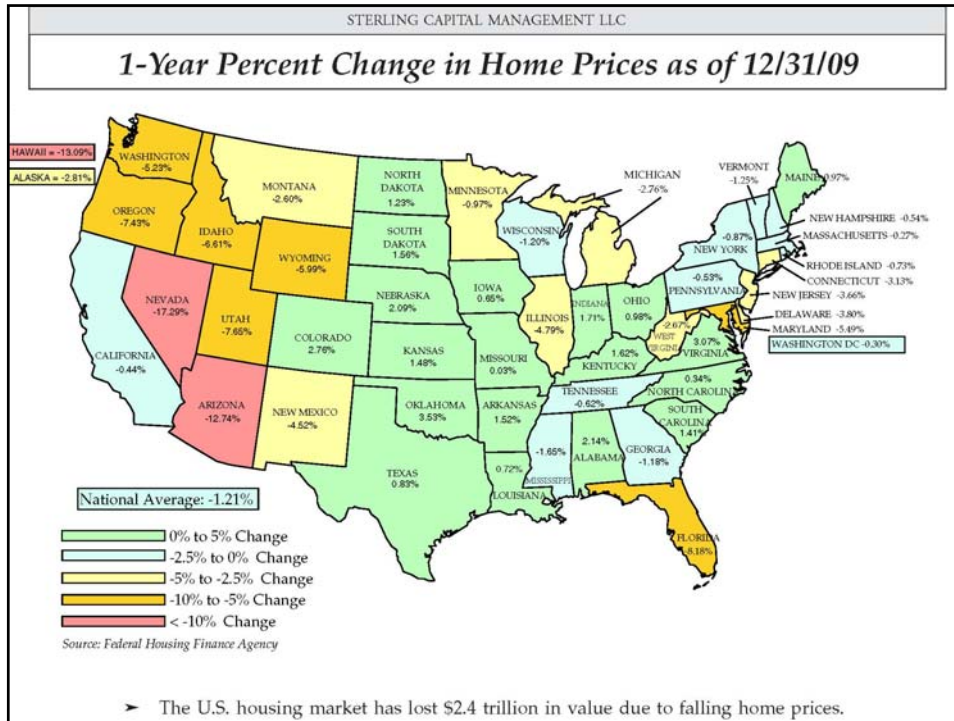 STERLING CAPITAL MANAGEMENT LLC
1-Year Percent Change in Home Prices as of 12/31/09
HAWAII = -13.09%
ALASKA = -2.81%
WASHINGTON
-5.23%
OREGON
-7.43%
IDAHO
-6.61%
MONTANA
-2.60%
WYOMING
-5.99%
NEVADA
-17.29%
UTAH
-7.65%
CALIFORNIA
-0.44%
ARIZONA
-12.74%
COLORADO
2.76%
NEW MEXICO
-4.52%
NORTH
DAKOTA
1.23%
SOUTH
DAKOTA
1.56%
NEBRASKA
2.09%
KANSAS
1.48%
OKLAHOMA
3.53%
TEXAS
0.83%
MINNESOTA
-0.97%
IOWA
0.65%
MISSOURI
0.03%
ARKANSAS
1.52%
0.72%
LOUISIANA
WISCONSIN
-1.20%
ILLINOIS
-4.79%
MICHIGAN
-2.76%
INDIANA
1.71%
OHIO
0.98%
1.62%
KENTUCKY
TENNESSEE
-0.62%
-1.65%
MISSISSIPPI
2.14%
ALABAMA
GEORGIA
-1.18%
FLORIDA
-8.18%
SOUTH
CAROLINA
1.41%
0.34%
NORTH CAROLINA
3.07%
VIRGINIA
-2.67%
WEST
VIRGINIA
-0.53%
PENNSYLVANIA
-0.87%
NEW YORK
VERMONT
-1.25%
MAINE 0.97%
NEW HAMPSHIRE -0.54%
MASSACHUSETTS -0.27%
RHODE ISLAND -0.73%
CONNECTICUT -3.13%
NEW JERSEY -3.66%
DELAWARE -3.80%
MARYLAND -5.49%
WASHINGTON DC -0.30%
National Average: -1.21%
0% to 5% Change
-2.5% to 0% Change
-5% to -2.5% Change
-10% to -5% Change
< -10% Change
Source: Federal Housing Finance Agency
➤ The U.S. housing market has lost $2.4 trillion in value due to falling home prices.